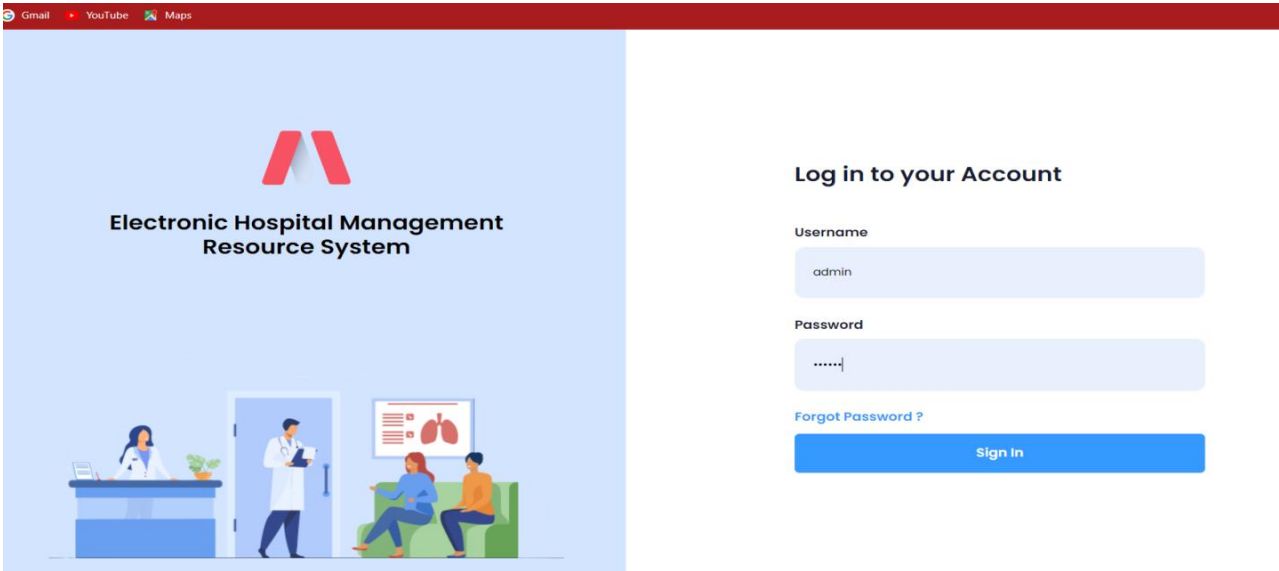 Gmail YouTube Maps
Electronic Hospital Management
Resource System
Log in to your Account
Username
admin
Password
••••••
Forgot Password ?
Sign In